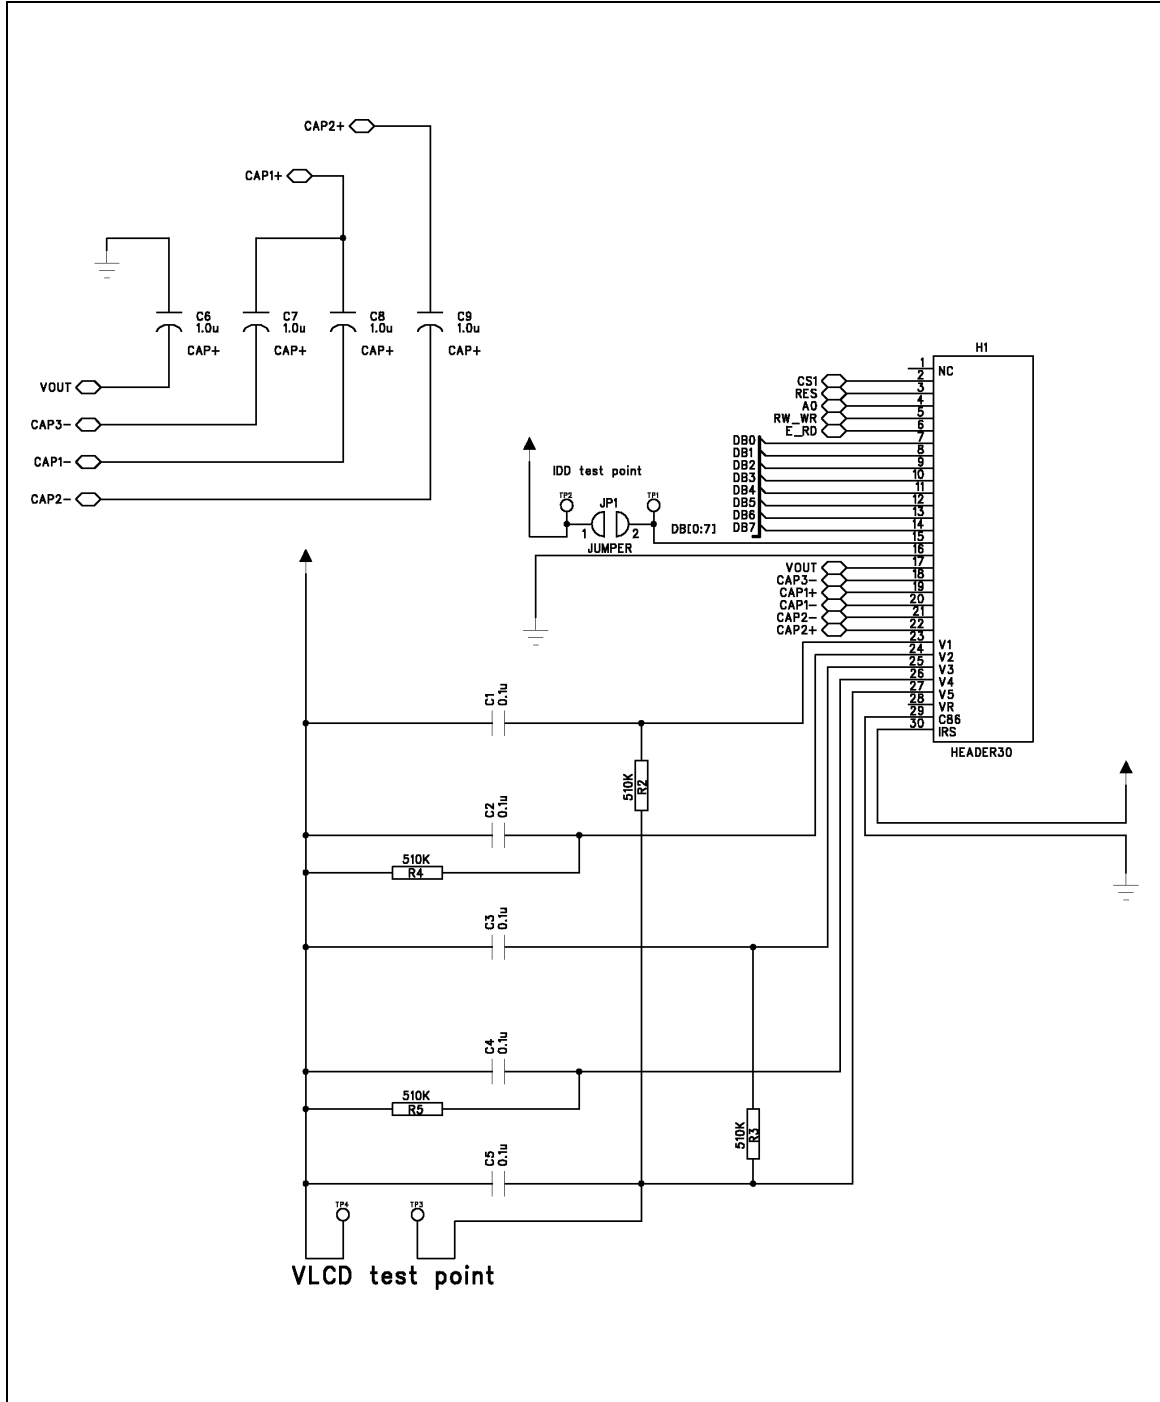 CAP2+
CAP1+
C6
1.0u
CAP+
C7
1.0u
CAP+
C8
1.0u
CAP+
C9
1.0u
CAP+
VOUT
CAP3-
CAP1-
CAP2-
H1
1
2
3
4
5
6
7
8
9
10
11
12
13
14
15
16
17
18
19
20
21
22
23
24
25
26
27
28
29
30
NC
CS1
RES
A0
RW_WR
E_RD
DB0
DB1
DB2
DB3
DB4
DB5
DB6
DB7
DB[0:7]
IDD test point
TP2
JP1
TP1
1
2
JUMPER
VOUT
CAP3-
CAP1+
CAP1-
CAP2-
CAP2+
V1
V2
V3
V4
V5
VR
C86
IRS
HEADER30
C1
0.1u
510K
R2
C2
0.1u
510K
R4
C3
0.1u
C4
0.1u
510K
R5
510K
R3
C5
0.1u
TP4
TP3
VLCD test point